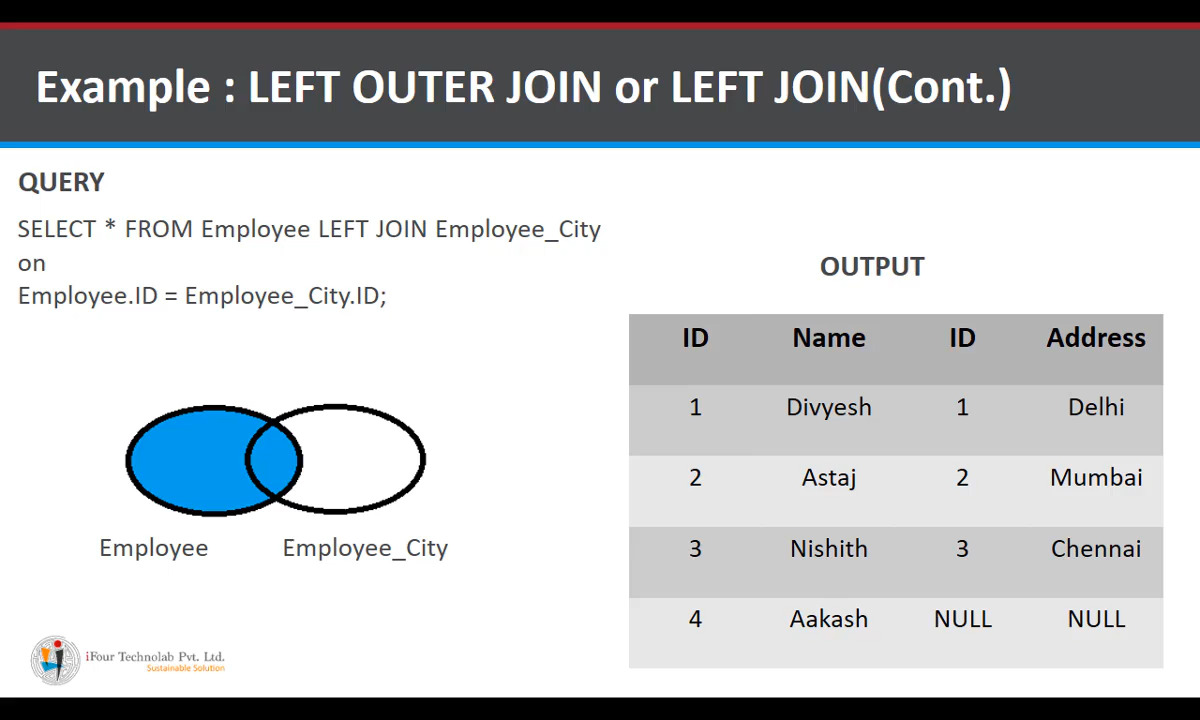 Example : LEFT OUTER JOIN or LEFT JOIN(Cont.)
QUERY
SELECT * FROM Employee LEFT JOIN Employee_City
on
Employee.ID = Employee_City.ID;
Employee Employee_City
OUTPUT
ID Name ID Address
1 Divyesh 1 Delhi
2 Astaj 2 Mumbai
3 Nishith 3 Chennai
4 Aakash NULL NULL
iFour Technolab Pvt. Ltd.
Sustainable Solution